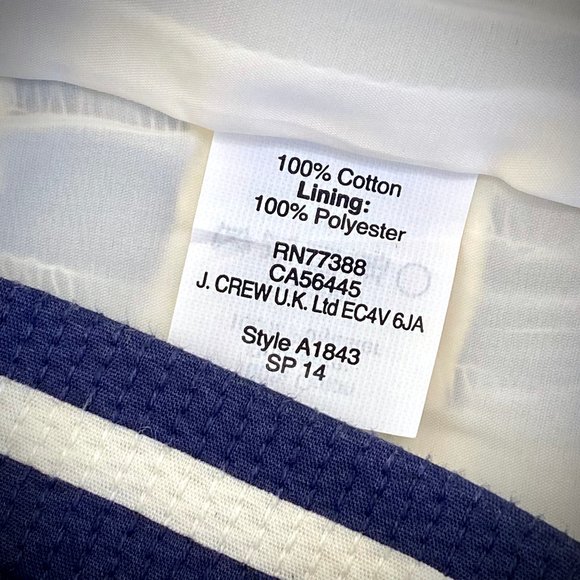 100% Cotton
Lining:
100% Polyester
RN77388
CA56445
J. CREW U.K. Ltd EC4V 6JA
Style A1843
SP 14